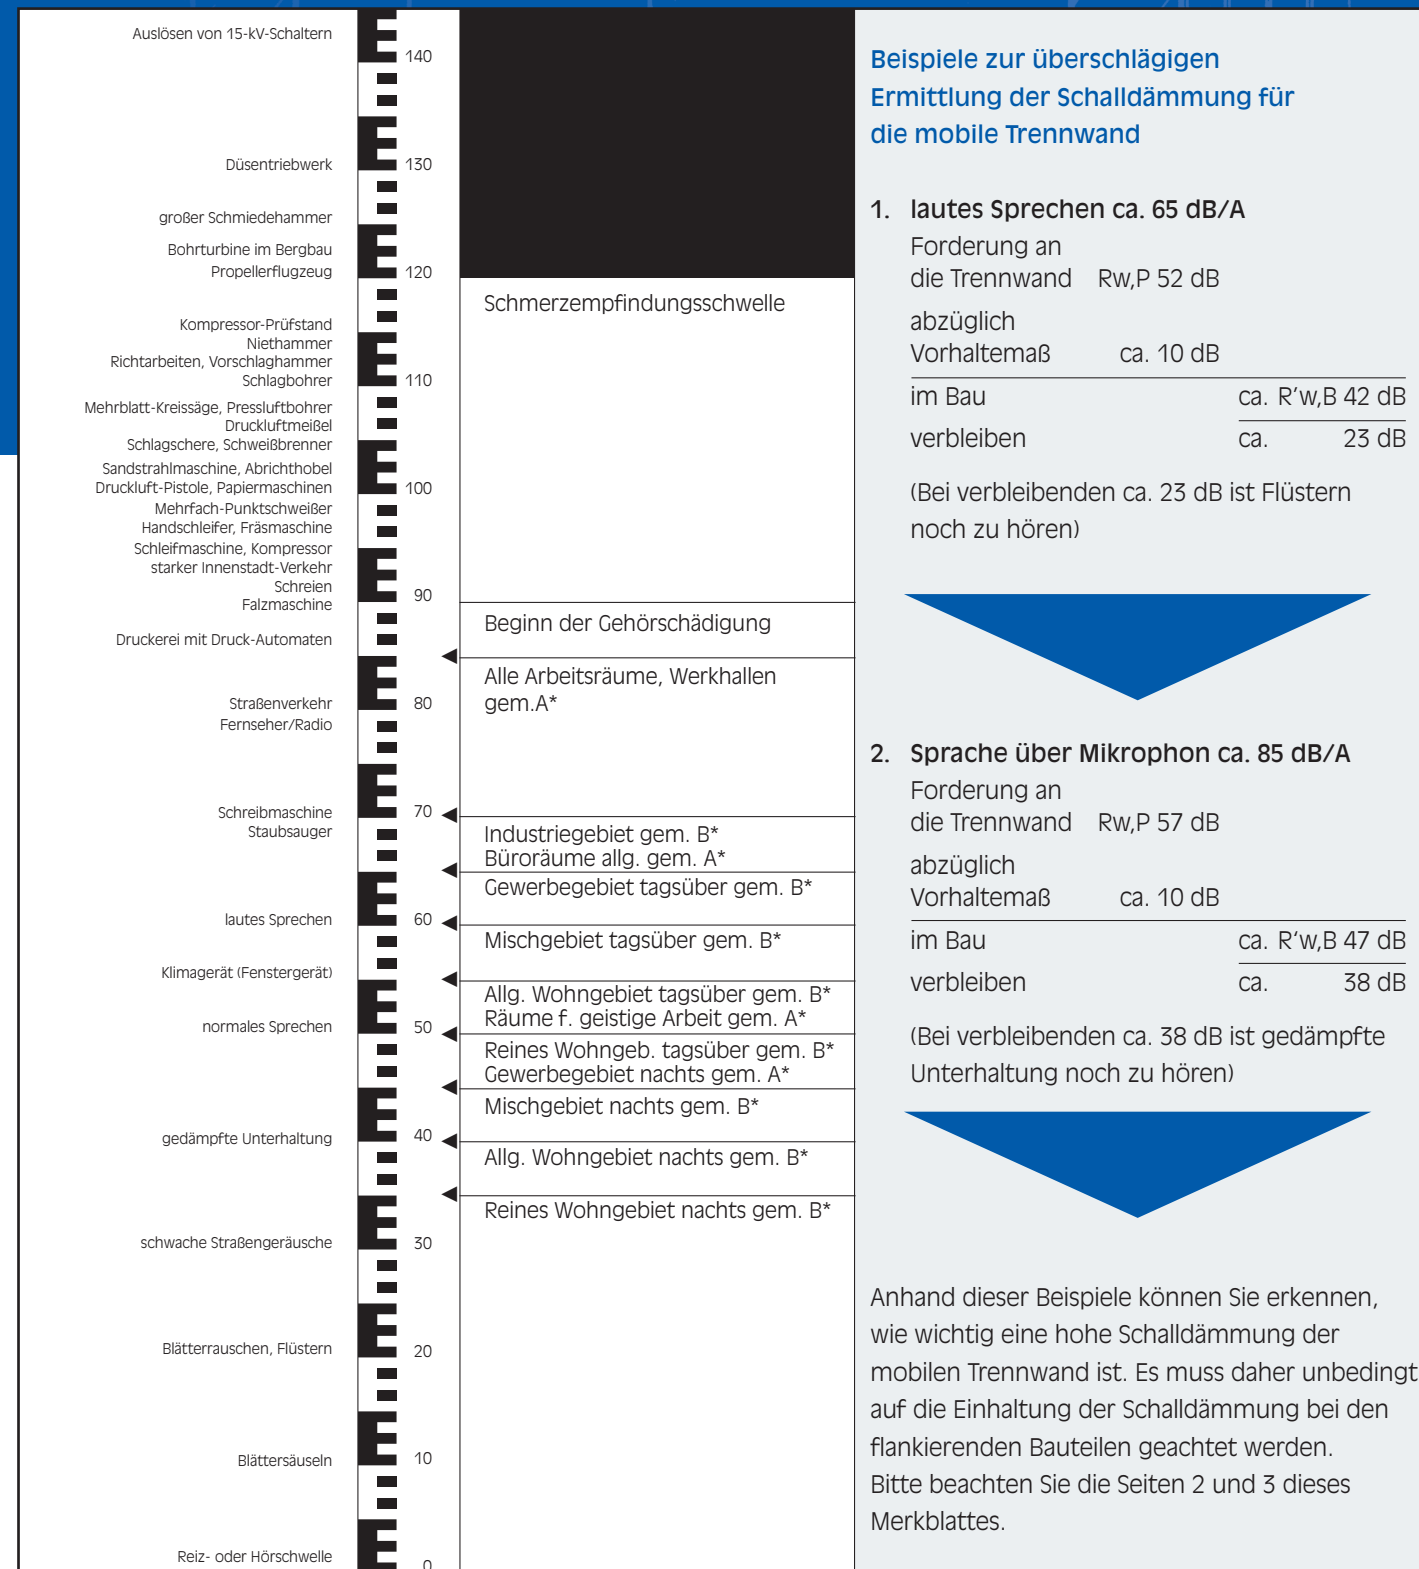 Auslösen von 15-kV-Schaltern
Düsentriebwerk
großer Schmiedehammer
Bohrturbine im Bergbau
Propellerflugzeug
Kompressor-Prüfstand
Niethammer
Richtarbeiten, Vorschlaghammer
Schlagbohrer
Mehrblatt-Kreissäge, Pressluftbohrer
Druckluftmeißel
Schlagschere, Schweißbrenner
Sandstrahlmaschine, Abrichthobel
Druckluft-Pistole, Papiermaschinen
Mehrfach-Punktschweißer
Handschleifer, Fräsmaschine
Schleifmaschine, Kompressor
starker Innenstadt-Verkehr
Schreien
Falzmaschine
Druckerei mit Druck-Automaten
Straßenverkehr
Fernseher/Radio
Schreibmaschine
Staubsauger
lautes Sprechen
Klimagerät (Fenstergerät)
normales Sprechen
gedämpfte Unterhaltung
schwache Straßengeräusche
Blätterrauschen, Flüstern
Blättersäuseln
Reiz- oder Hörschwelle
140
130
120
110
100
90
80
70
60
50
40
30
20
10
0
Schmerzempfindungsschwelle
Beginn der Gehörschädigung
Alle Arbeitsräume, Werkhallen
gem.A*
Industriegebiet gem. B*
Büroräume allg. gem. A*
Gewerbegebiet tagsüber gem. B*
Mischgebiet tagsüber gem. B*
Allg. Wohngebiet tagsüber gem. B*
Räume f. geistige Arbeit gem. A*
Reines Wohngeb. tagsüber gem. B*
Gewerbegebiet nachts gem. A*
Mischgebiet nachts gem. B*
Allg. Wohngebiet nachts gem. B*
Reines Wohngebiet nachts gem. B*
Beispiele zur überschlägigen
Ermittlung der Schalldämmung für
die mobile Trennwand
1. lautes Sprechen ca. 65 dB/A
Forderung an
die Trennwand Rw,P 52 dB
abzüglich
Vorhaltemaß ca. 10 dB
im Bau ca. R‘w,B 42 dB
verbleiben ca. 23 dB
(Bei verbleibenden ca. 23 dB ist Flüstern
noch zu hören)
2. Sprache über Mikrophon ca. 85 dB/A
Forderung an
die Trennwand Rw,P 57 dB
abzüglich
Vorhaltemaß ca. 10 dB
im Bau ca. R‘w,B 47 dB
verbleiben ca. 38 dB
(Bei verbleibenden ca. 38 dB ist gedämpfte
Unterhaltung noch zu hören)
Anhand dieser Beispiele können Sie erkennen,
wie wichtig eine hohe Schalldämmung der
mobilen Trennwand ist. Es muss daher unbedingt
auf die Einhaltung der Schalldämmung bei den
flankierenden Bauteilen geachtet werden.
Bitte beachten Sie die Seiten 2 und 3 dieses
Merkblattes.